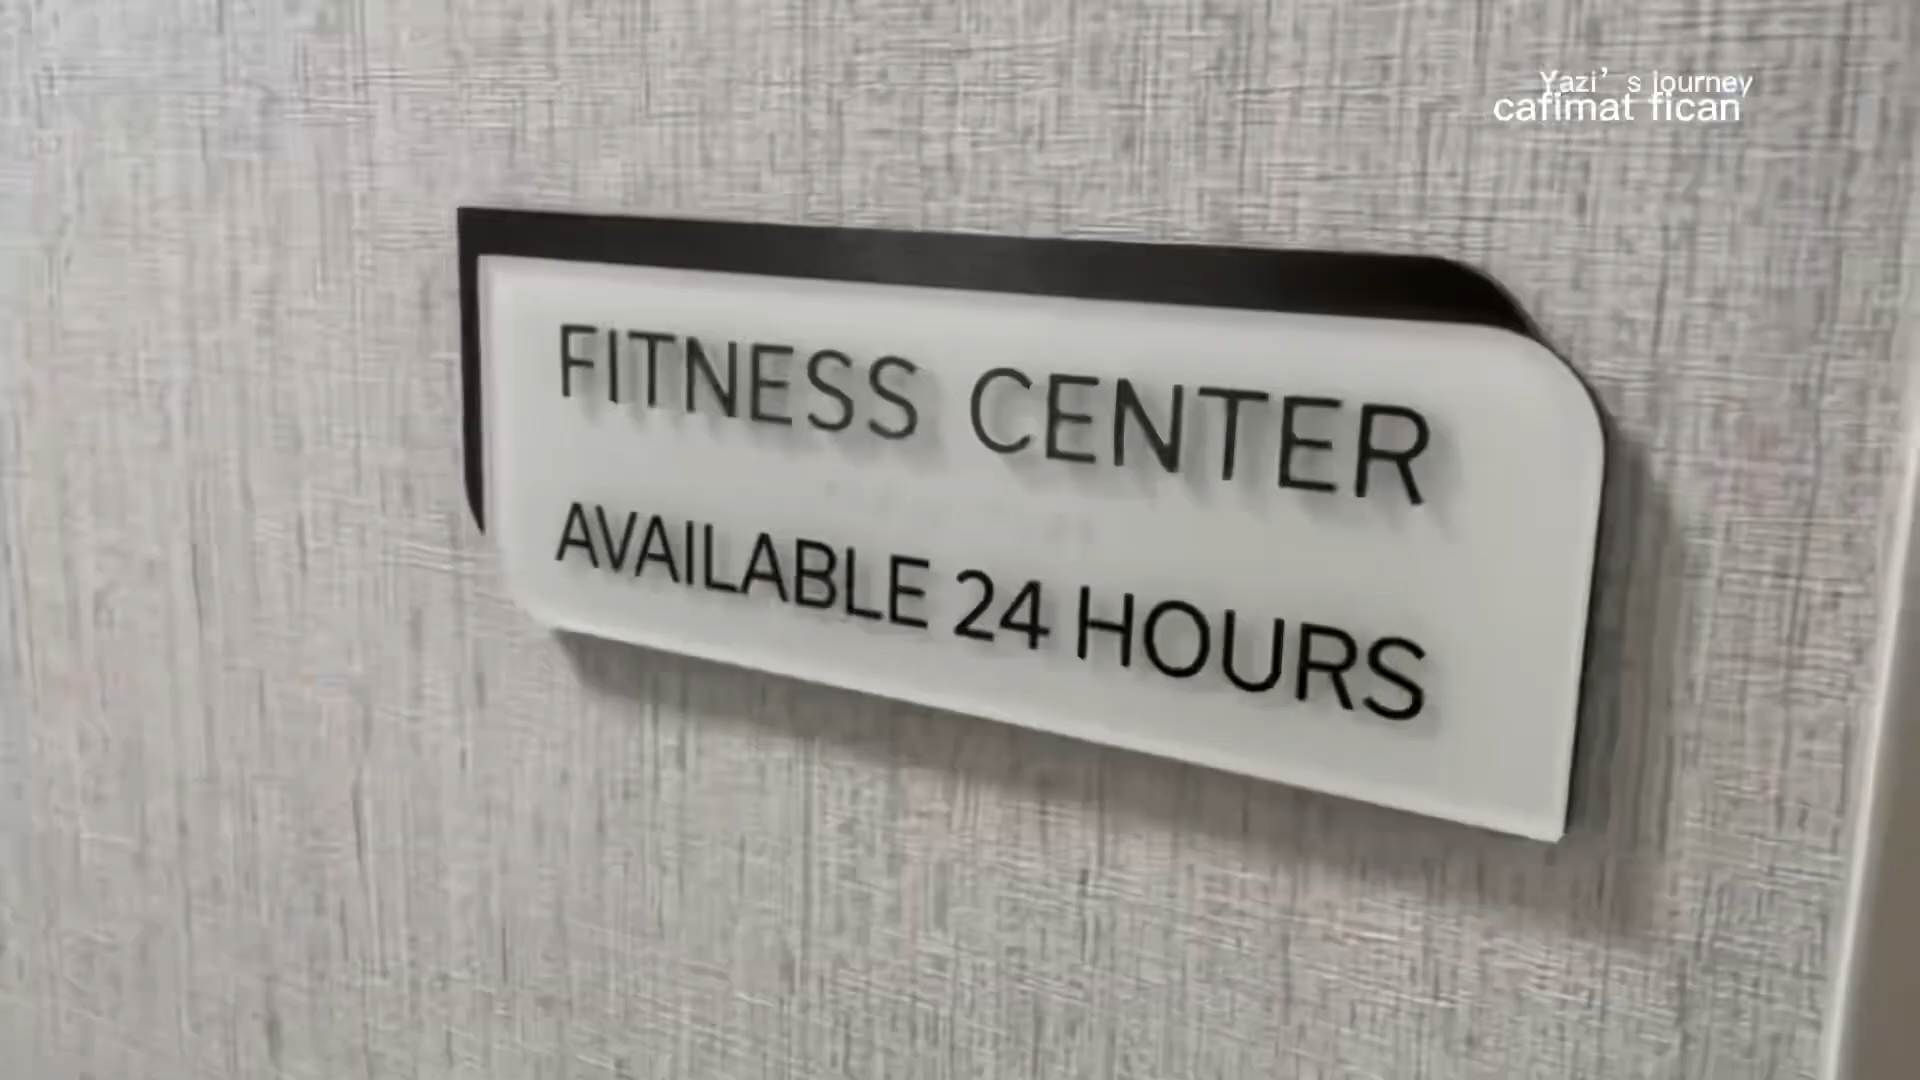 Yazi’s journey
cafimat fican
FITNESS CENTER
AVAILABLE 24 HOURS